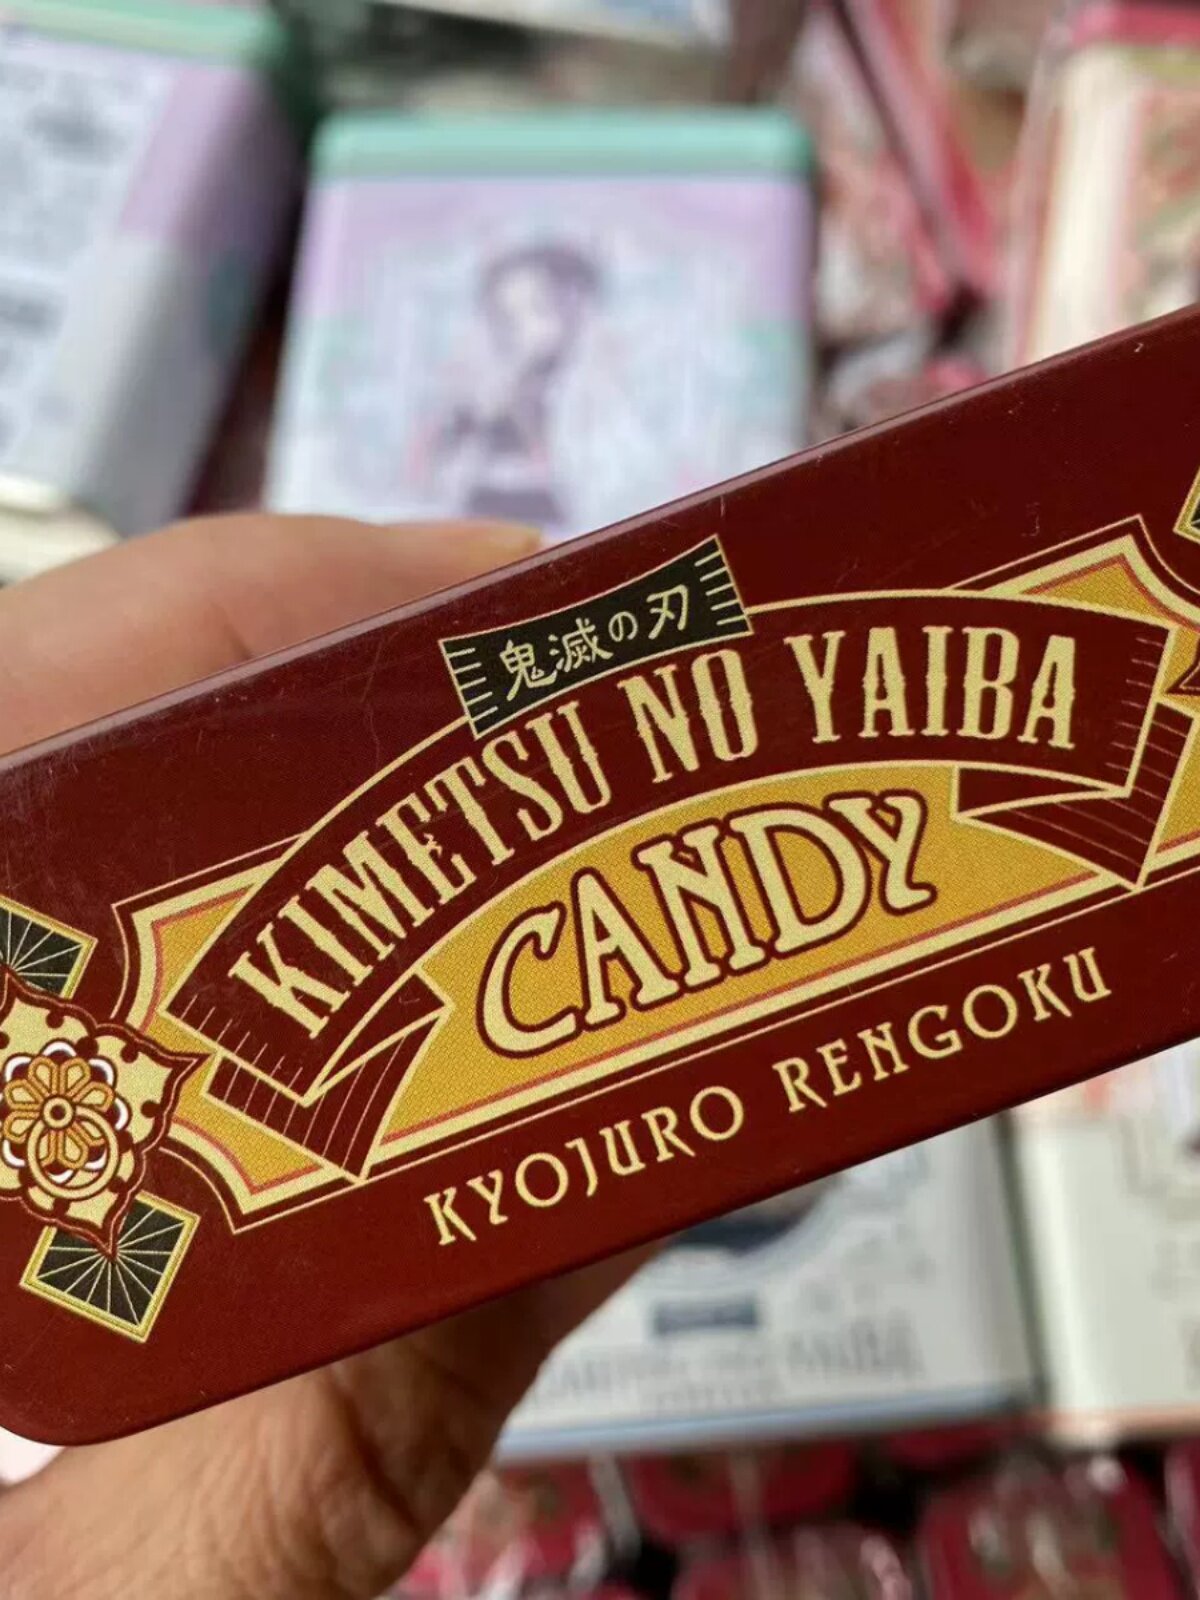 鬼滅の刃
KIMETSU NO YAIBA
CANDY
KYOJURO RENGOKU